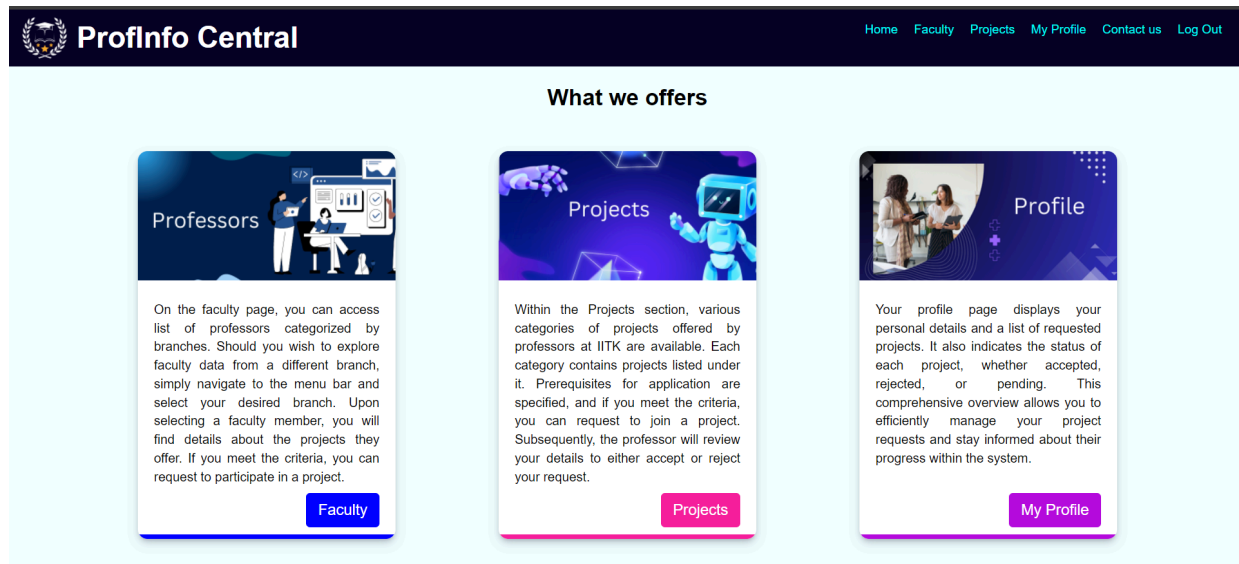 ProfInfo Central
Home Faculty Projects My Profile Contact us Log Out
What we offers
Professors
On the faculty page, you can access
list of professors categorized by
branches. Should you wish to explore
faculty data from a different branch,
simply navigate to the menu bar and
select your desired branch. Upon
selecting a faculty member, you will
find details about the projects they
offer. If you meet the criteria, you can
request to participate in a project.
Faculty
Projects
Within the Projects section, various
categories of projects offered by
professors at IITK are available. Each
category contains projects listed under
it. Prerequisites for application are
specified, and if you meet the criteria,
you can request to join a project.
Subsequently, the professor will review
your details to either accept or reject
your request.
Projects
Profile
Your profile page displays your
personal details and a list of requested
projects. It also indicates the status of
each project, whether accepted,
rejected, or pending. This
comprehensive overview allows you to
efficiently manage your project
requests and stay informed about their
progress within the system.
My Profile